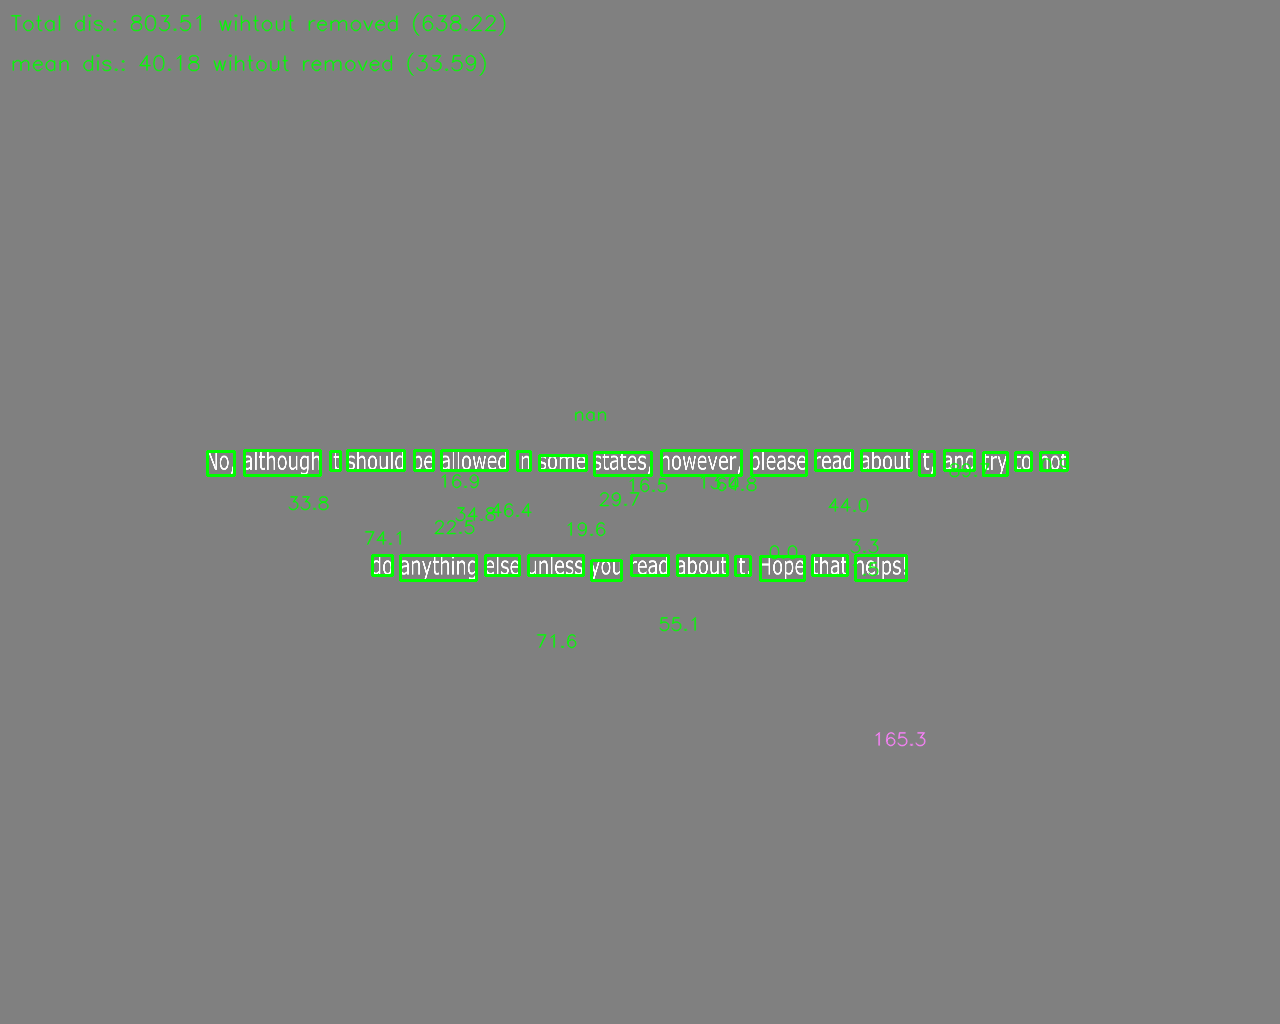 Total dis.: 803.51 wihtout removed (638.22)
mean dis.: 40.18 wihtout removed (33.59)
nan
No, although it should be allowed in some states, however, please read about it, and try to not
16.9 16.5 54.8
33.8 34.8 46.4 29.7 44.0
74.1 22.5 19.6 0.0 3.3
do anything else unless you read about it. Hope that helps!
71.6 55.1
165.3